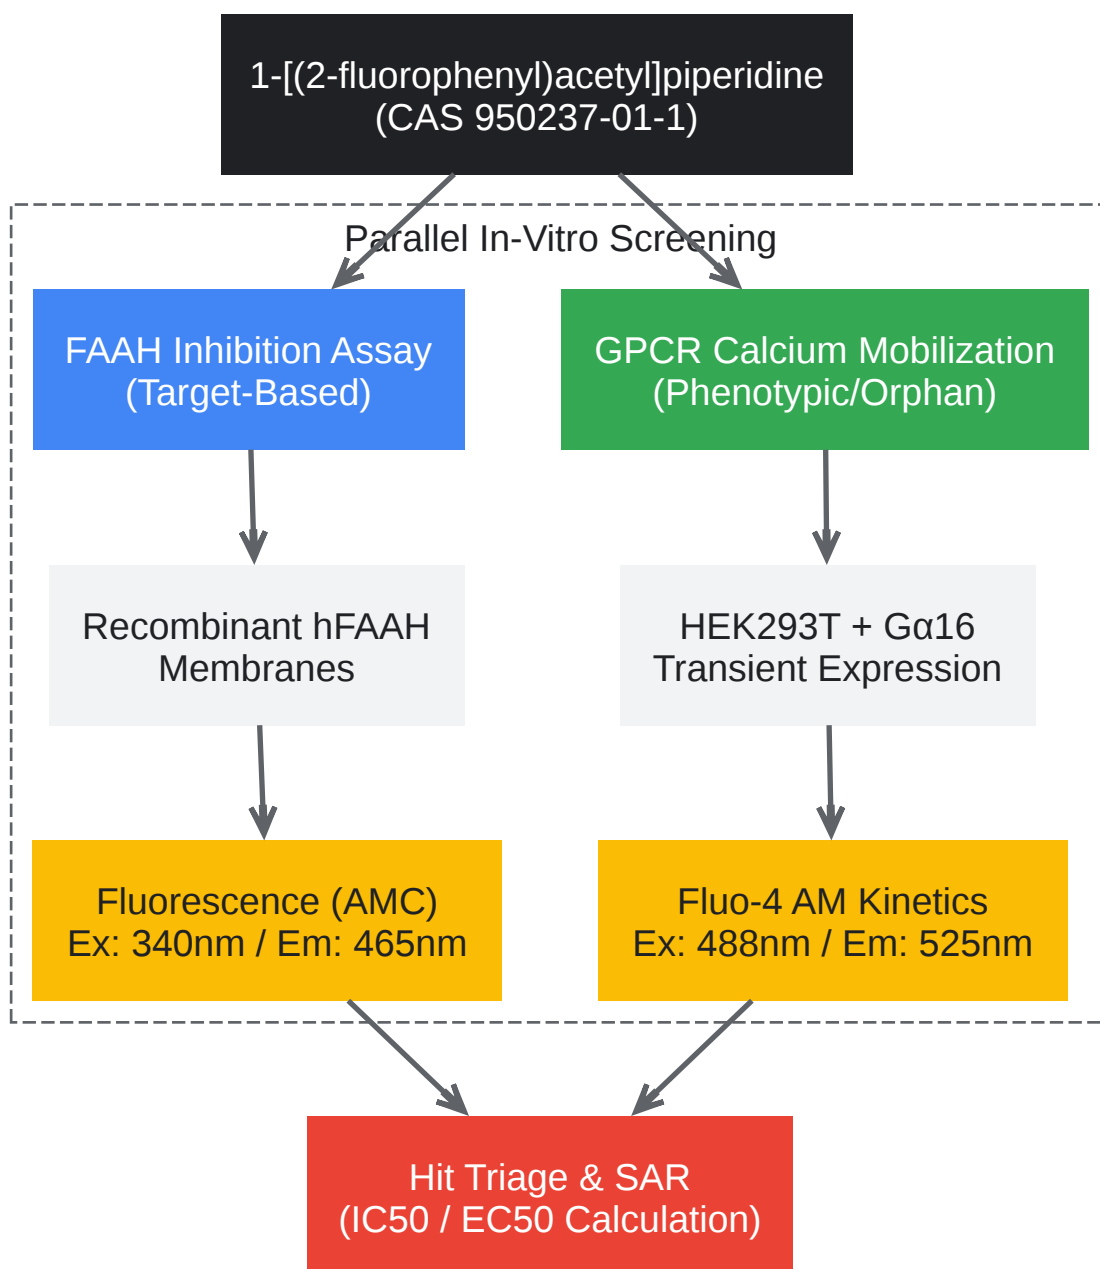 1-[(2-fluorophenyl)acetyl]piperidine
(CAS 950237-01-1)
Parallel In-Vitro Screening
FAAH Inhibition Assay
(Target-Based)
GPCR Calcium Mobilization
(Phenotypic/Orphan)
Recombinant hFAAH
Membranes
HEK293T + Gα16
Transient Expression
Fluorescence (AMC)
Ex: 340nm / Em: 465nm
Fluo-4 AM Kinetics
Ex: 488nm / Em: 525nm
Hit Triage & SAR
(IC50 / EC50 Calculation)